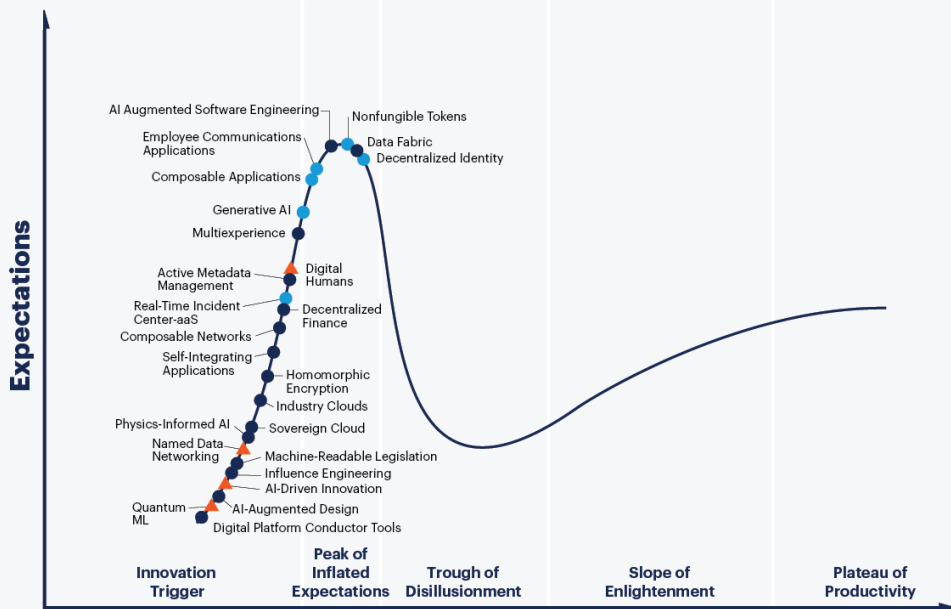 AI Augmented Software Engineering
Nonfungible Tokens
Employee Communications
Applications
Data Fabric
Decentralized Identity
Composable Applications
Generative AI
Multiexperience
Active Metadata
Management
Digital
Humans
Real-Time Incident
Center-aaS
Decentralized
Finance
Composable Networks
Self-Integrating
Applications
Homomorphic
Encryption
Industry Clouds
Physics-Informed AI
Sovereign Cloud
Named Data
Networking
Machine-Readable Legislation
Influence Engineering
AI-Driven Innovation
Quantum
ML
AI-Augmented Design
Digital Platform Conductor Tools
Expectations
Innovation
Trigger
Peak of
Inflated
Expectations
Trough of
Disillusionment
Slope of
Enlightenment
Plateau of
Productivity